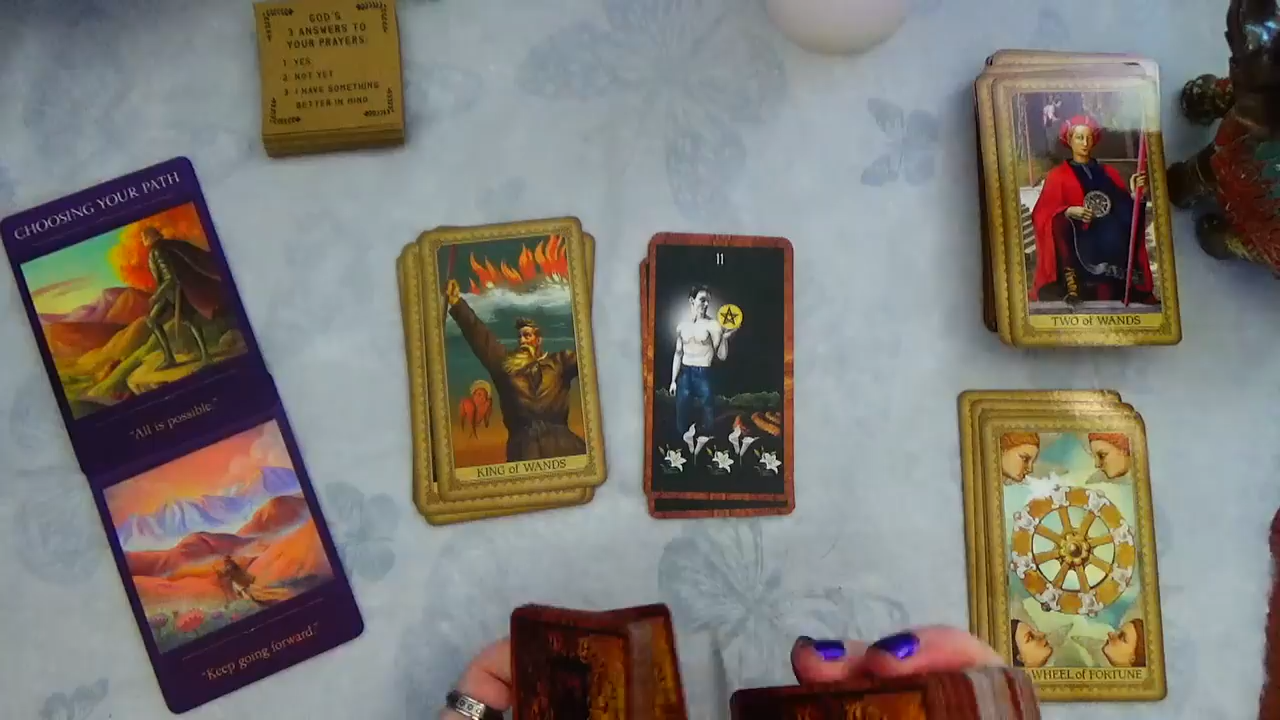 GOD'S
3 ANSWERS TO
YOUR PRAYERS:
1. YES
2. NOT YET
3. I HAVE SOMETHING
BETTER IN MIND
CHOOSING YOUR PATH
"All is possible."
"Keep going forward."
KING of WANDS
11
TWO of WANDS
WHEEL of FORTUNE